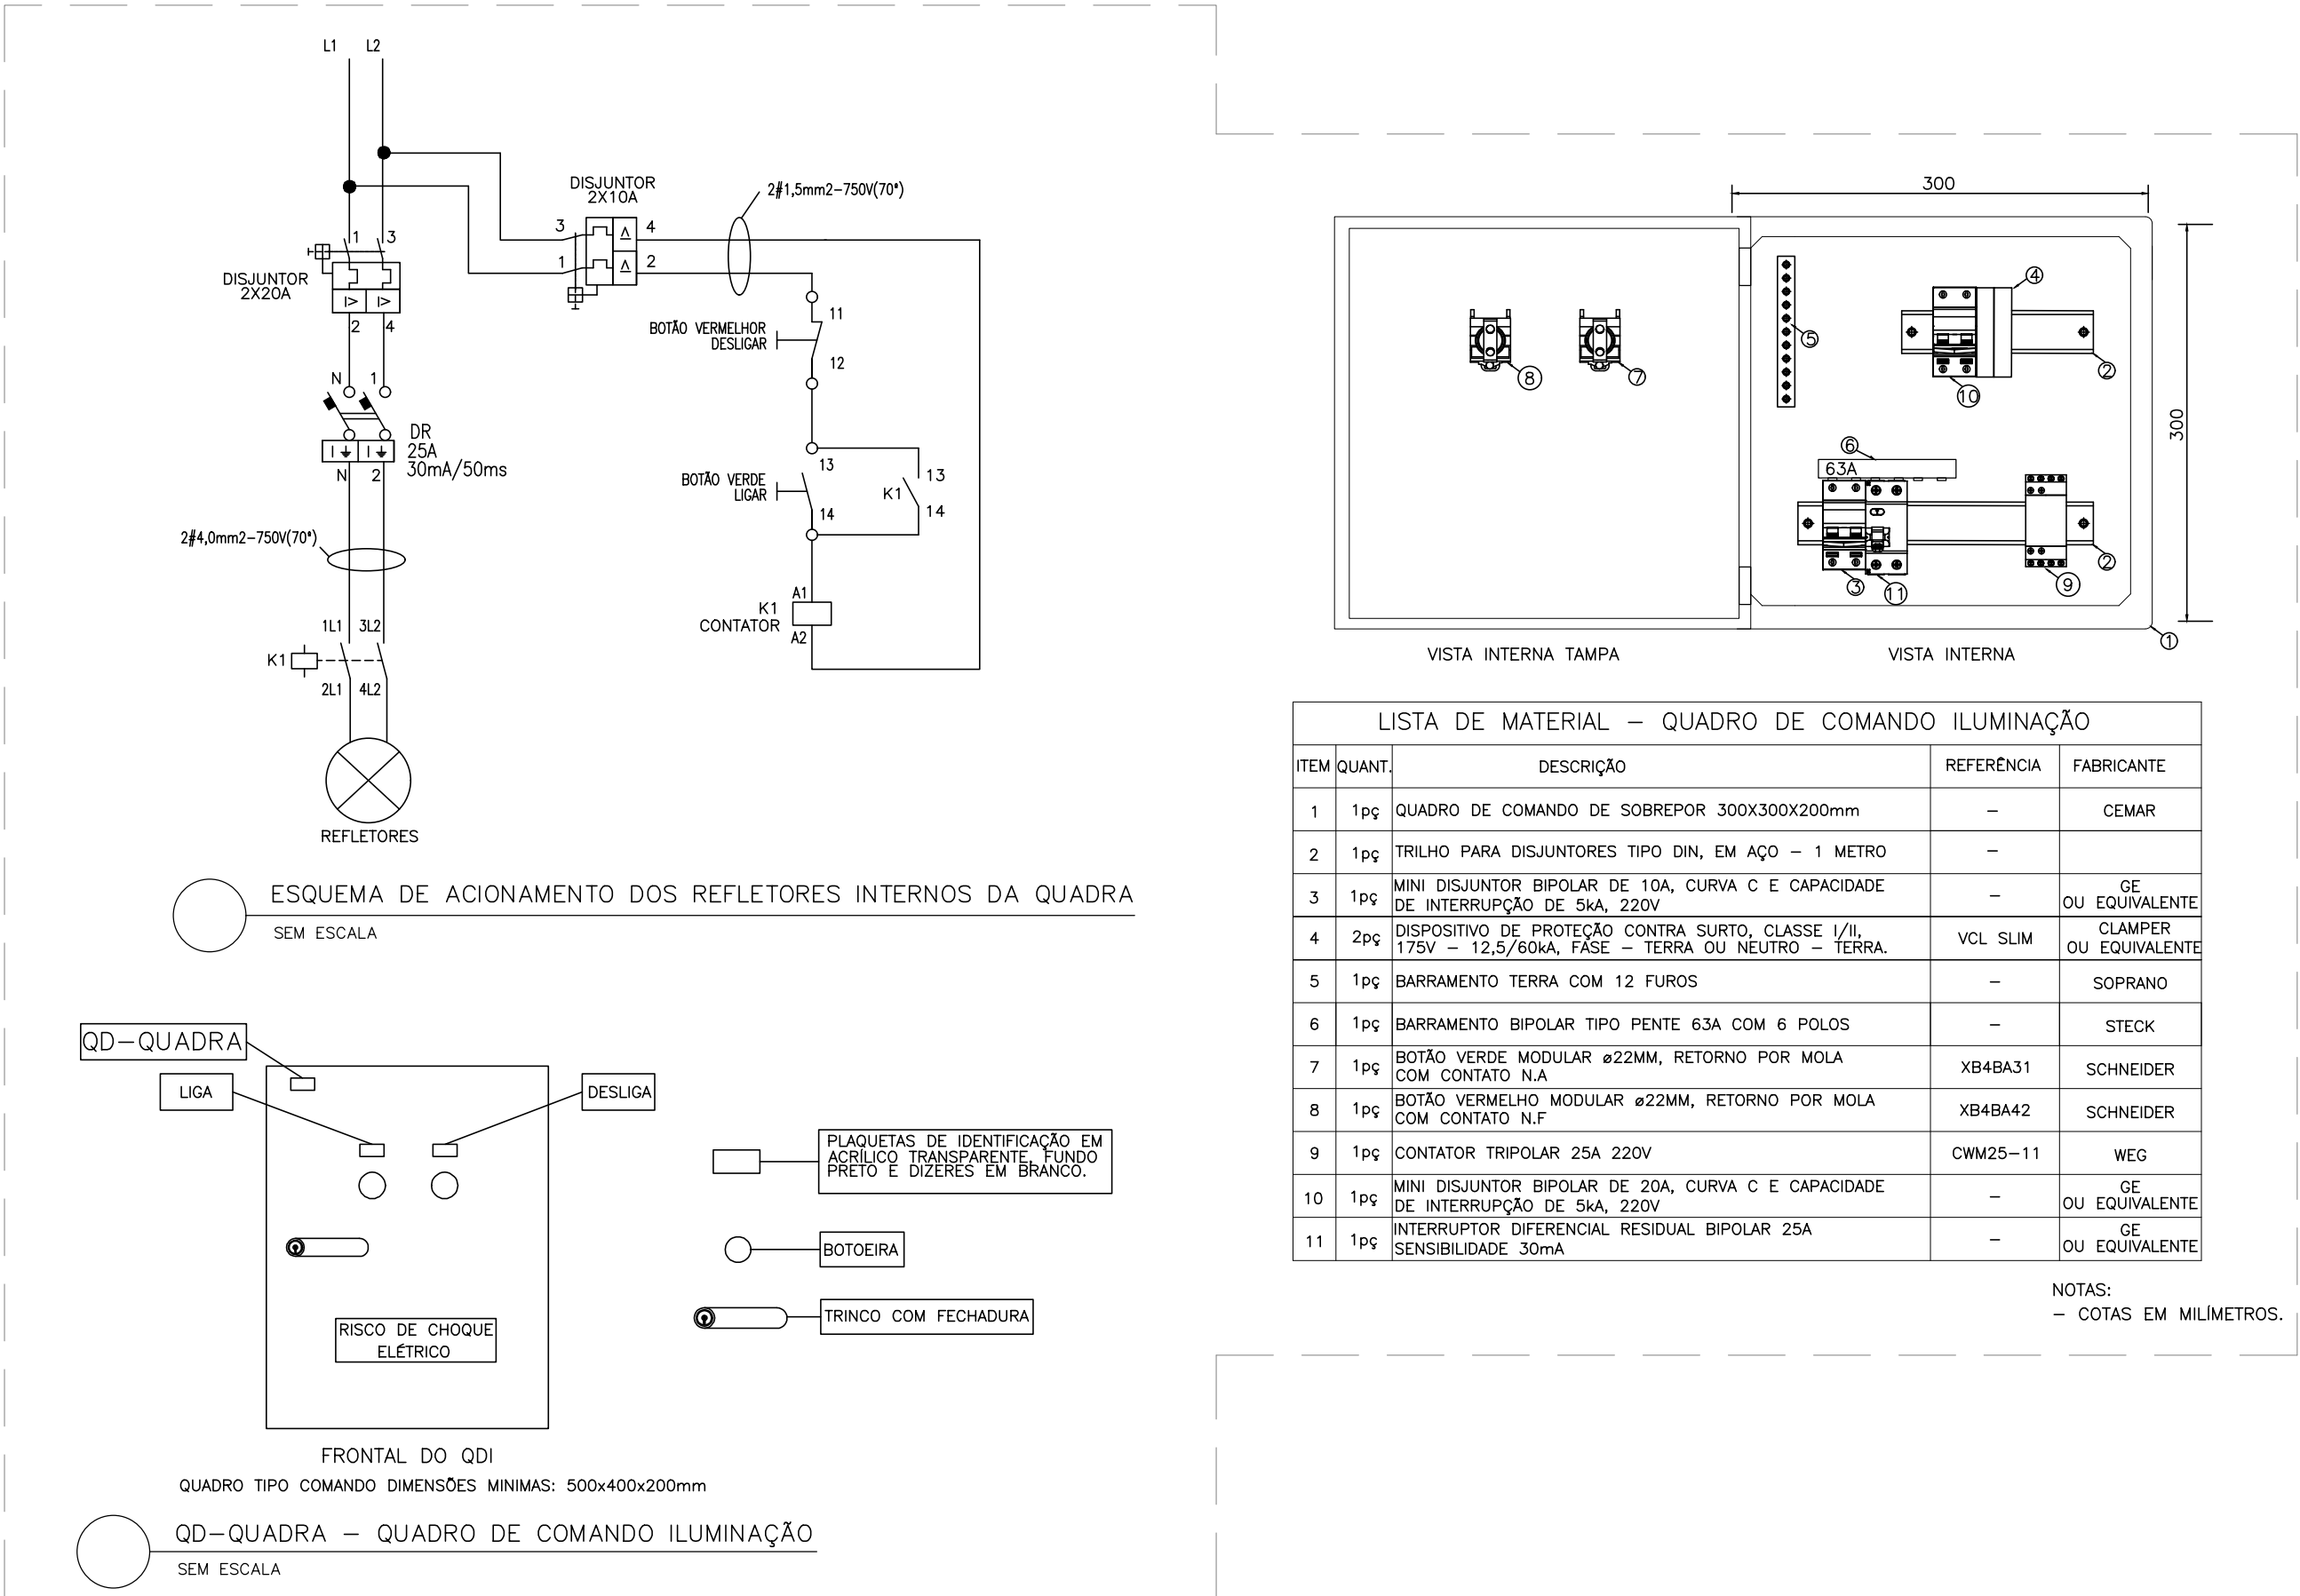 L1 L2
DISJUNTOR
2X10A
2#1,5mm2-750V(70°)
3 4
1 2
1 3
DISJUNTOR
2X20A
I> I>
2 4
BOTÃO VERMELHOR
DESLIGAR
11
12
N 1
DR
25A
30mA/50ms
N 2
BOTÃO VERDE
LIGAR
13
14
K1
13
14
2#4,0mm2-750V(70°)
A1
K1
CONTATOR
A2
1L1 3L2
K1
2L1 4L2
REFLETORES
ESQUEMA DE ACIONAMENTO DOS REFLETORES INTERNOS DA QUADRA
SEM ESCALA
QD-QUADRA
LIGA
DESLIGA
RISCO DE CHOQUE
ELÉTRICO
PLAQUETAS DE IDENTIFICAÇÃO EM
ACRÍLICO TRANSPARENTE, FUNDO
PRETO E DIZERES EM BRANCO.
BOTOEIRA
TRINCO COM FECHADURA
FRONTAL DO QDI
QUADRO TIPO COMANDO DIMENSÕES MINIMAS: 500x400x200mm
QD-QUADRA - QUADRO DE COMANDO ILUMINAÇÃO
SEM ESCALA
300
4
5
8
7
2
10
300
6
63A
2
3
11
9
1
VISTA INTERNA TAMPA
VISTA INTERNA
LISTA DE MATERIAL - QUADRO DE COMANDO ILUMINAÇÃO
ITEM QUANT. DESCRIÇÃO REFERÊNCIA FABRICANTE
1 1pç QUADRO DE COMANDO DE SOBREPOR 300X300X200mm - CEMAR
2 1pç TRILHO PARA DISJUNTORES TIPO DIN, EM AÇO - 1 METRO -
3 1pç MINI DISJUNTOR BIPOLAR DE 10A, CURVA C E CAPACIDADE
DE INTERRUPÇÃO DE 5kA, 220V - GE
OU EQUIVALENTE
4 2pç DISPOSITIVO DE PROTEÇÃO CONTRA SURTO, CLASSE I/II,
175V - 12,5/60kA, FASE - TERRA OU NEUTRO - TERRA. VCL SLIM CLAMPER
OU EQUIVALENTE
5 1pç BARRAMENTO TERRA COM 12 FUROS - SOPRANO
6 1pç BARRAMENTO BIPOLAR TIPO PENTE 63A COM 6 POLOS - STECK
7 1pç BOTÃO VERDE MODULAR ø22MM, RETORNO POR MOLA
COM CONTATO N.A XB4BA31 SCHNEIDER
8 1pç BOTÃO VERMELHO MODULAR ø22MM, RETORNO POR MOLA
COM CONTATO N.F XB4BA42 SCHNEIDER
9 1pç CONTATOR TRIPOLAR 25A 220V CWM25-11 WEG
10 1pç MINI DISJUNTOR BIPOLAR DE 20A, CURVA C E CAPACIDADE
DE INTERRUPÇÃO DE 5kA, 220V - GE
OU EQUIVALENTE
11 1pç INTERRUPTOR DIFERENCIAL RESIDUAL BIPOLAR 25A
SENSIBILIDADE 30mA - GE
OU EQUIVALENTE
NOTAS:
- COTAS EM MILÍMETROS.